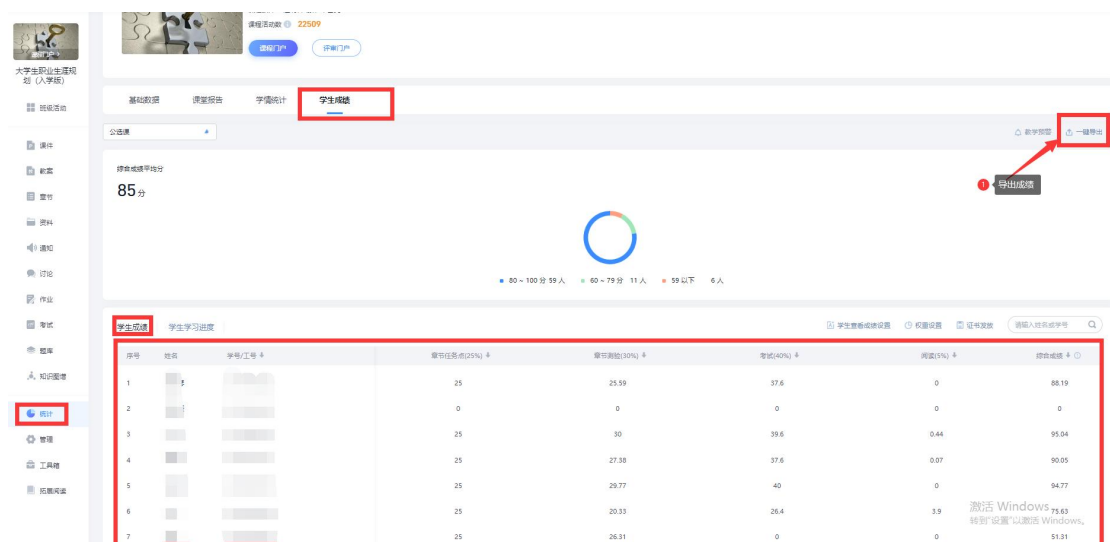 课程活动数 22509
课程门户 >
课程门户
评审门户
大学生职业生涯规
划（入学版）
班级活动
课件
教案
章节
资料
通知
讨论
作业
考试
题库
知识图谱
统计
管理
工具箱
拓展阅读
基础数据 课堂报告 学情统计 学生成绩
公选课
教学预警 一键导出
1 导出成绩
综合成绩平均分
85 分
80 ~ 100 分 59 人 60 ~ 79 分 11 人 59 以下 6 人
学生成绩 学生学习进度
学生查看成绩设置 权重设置 证书发放 请输入姓名或学号
序号 姓名 学号/工号 章节任务点(25%) 章节测验(30%) 考试(40%) 阅读(5%) 综合成绩
1 25 25.59 37.6 0 88.19
2 0 0 0 0 0
3 25 30 39.6 0.44 95.04
4 25 27.38 37.6 0.07 90.05
5 25 29.77 40 0 94.77
6 25 20.33 26.4 3.9 75.63
7 25 26.31 0 0 51.31
激活 Windows
转到"设置"以激活 Windows。